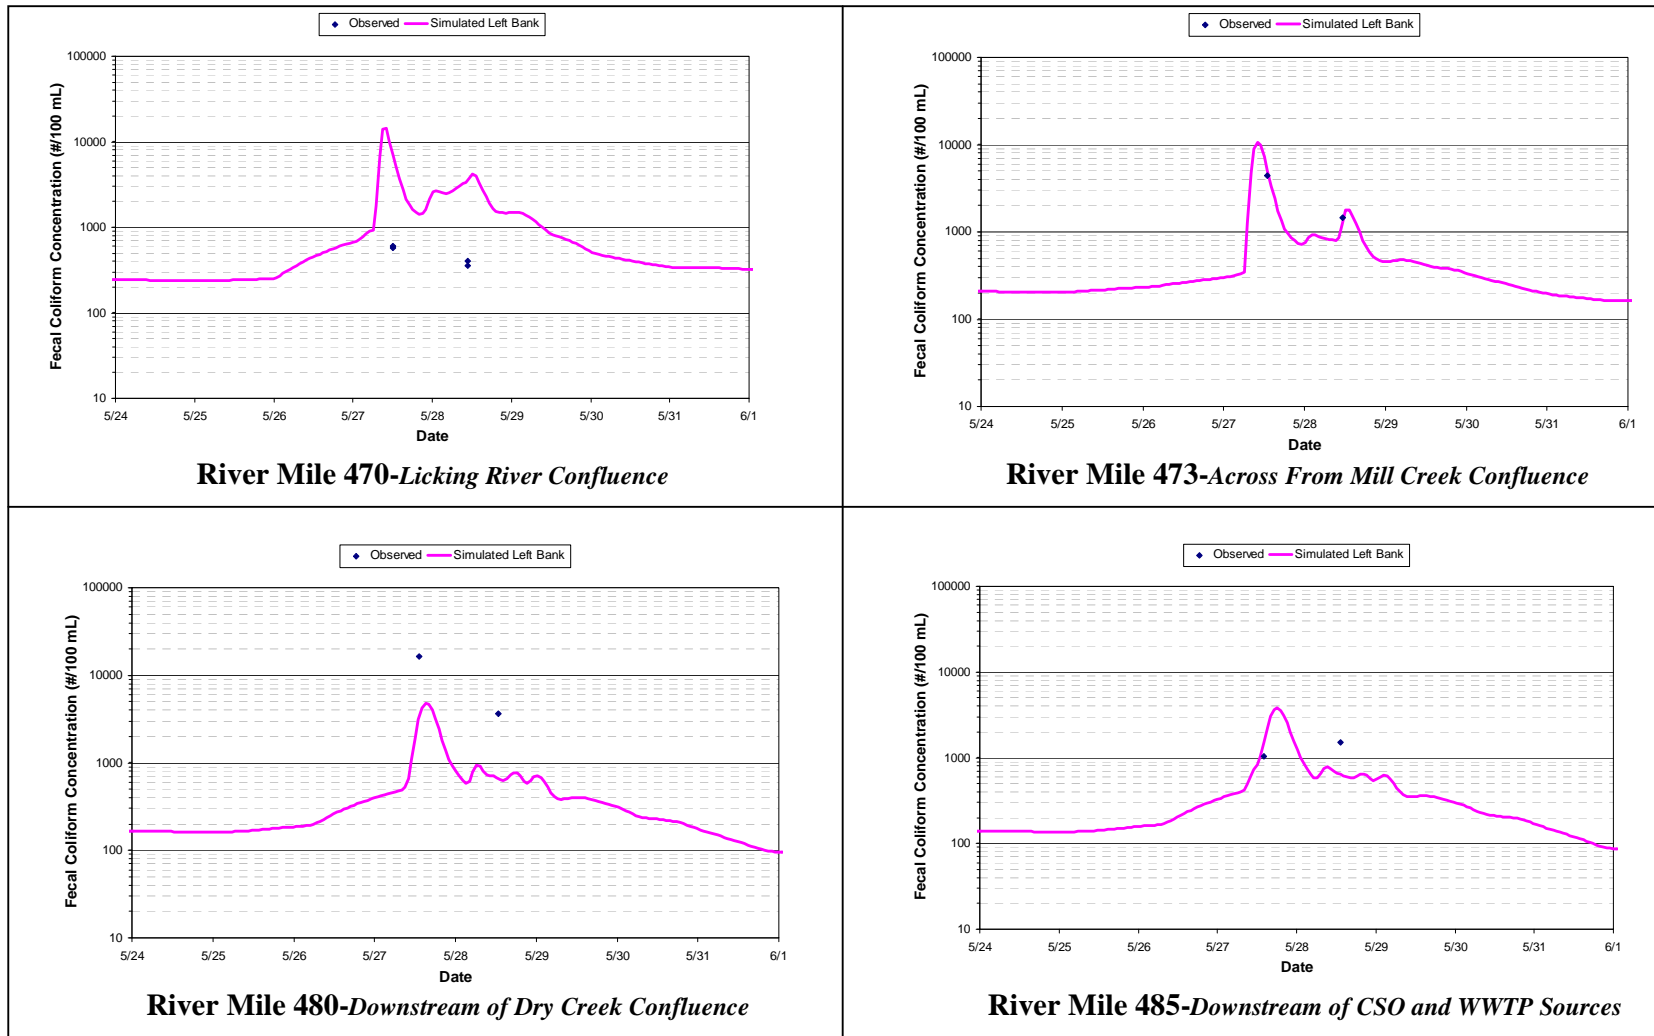 Observed Simulated Left Bank
Fecal Coliform Concentration (#/100 mL)
100000
10000
1000
100
10
5/24 5/25 5/26 5/27 5/28 5/29 5/30 5/31 6/1
Date
River Mile 470-Licking River Confluence
Observed Simulated Left Bank
Fecal Coliform Concentration (#/100 mL)
100000
10000
1000
100
10
5/24 5/25 5/26 5/27 5/28 5/29 5/30 5/31 6/1
Date
River Mile 473-Across From Mill Creek Confluence
Observed Simulated Left Bank
Fecal Coliform Concentration (#/100 mL)
100000
10000
1000
100
10
5/24 5/25 5/26 5/27 5/28 5/29 5/30 5/31 6/1
Date
River Mile 480-Downstream of Dry Creek Confluence
Observed Simulated Left Bank
Fecal Coliform Concentration (#/100 mL)
100000
10000
1000
100
10
5/24 5/25 5/26 5/27 5/28 5/29 5/30 5/31 6/1
Date
River Mile 485-Downstream of CSO and WWTP Sources